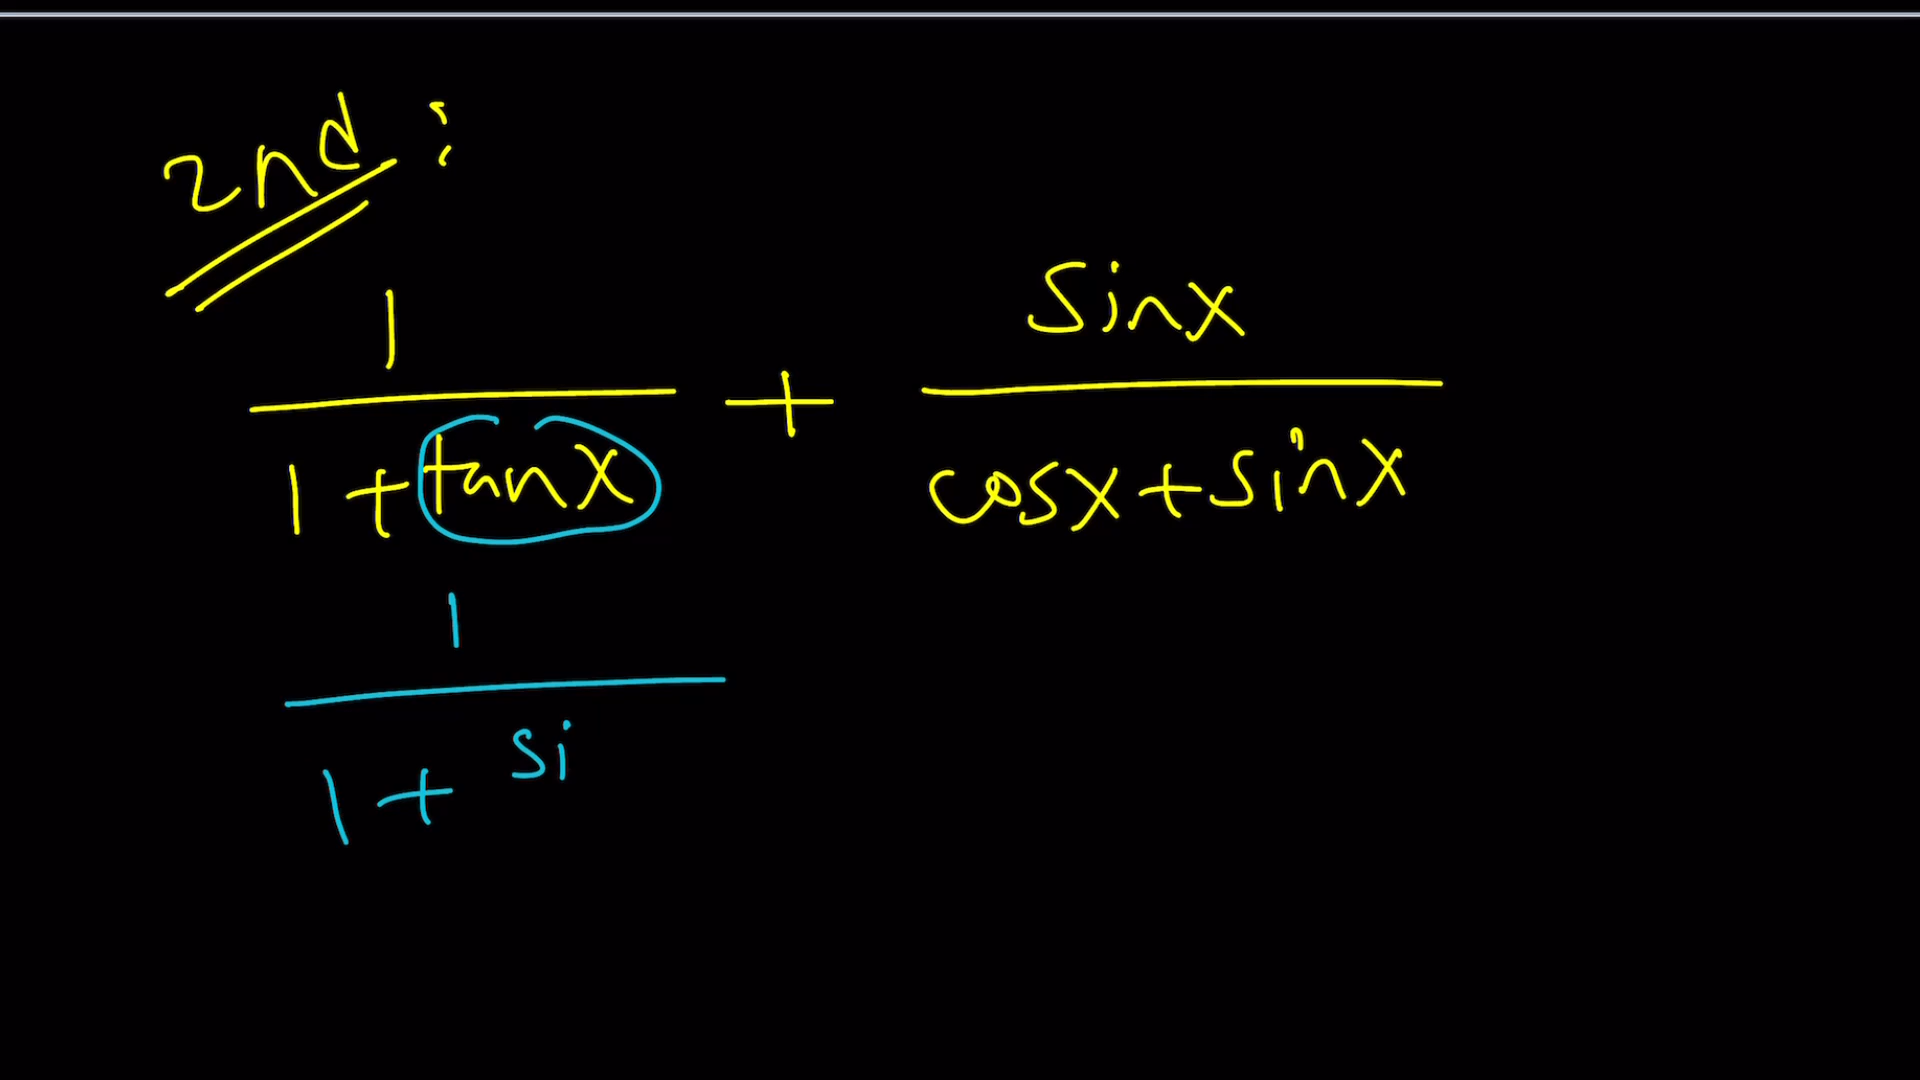 2nd :
1 sinx
+
1 + tanx cosx + sinx
1
1 + si